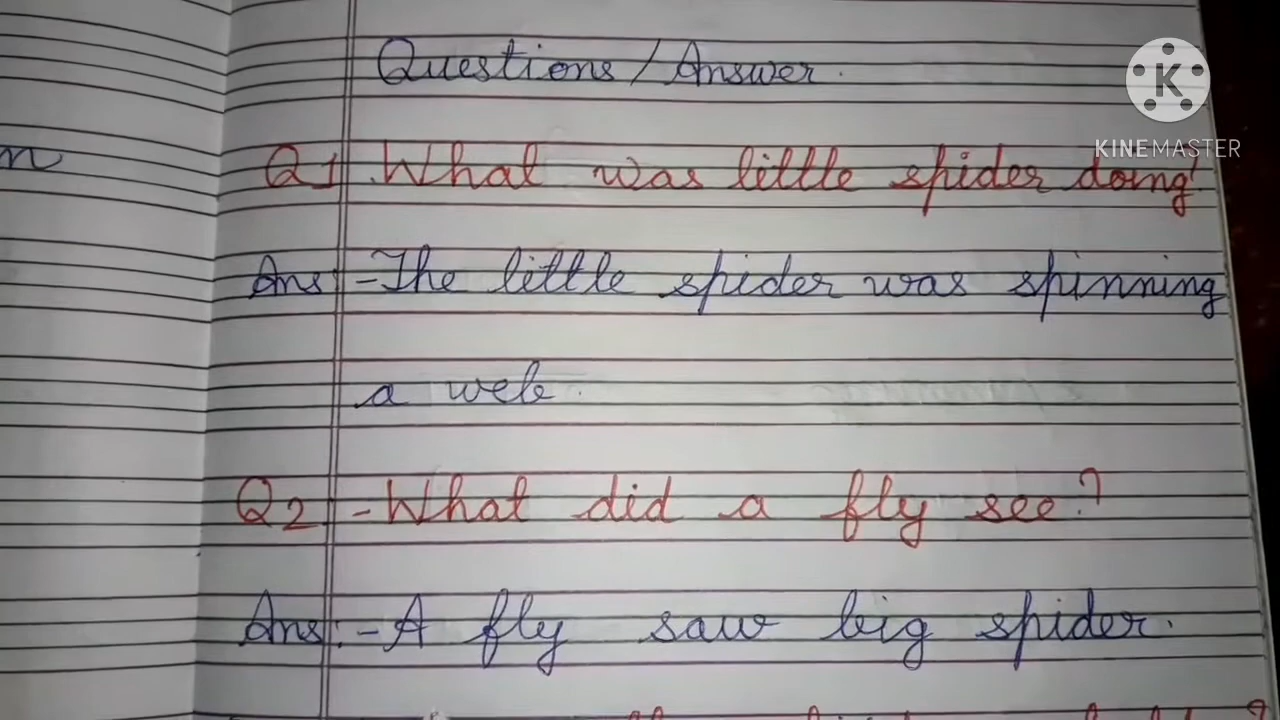 Questions/Answer.
n
Q1 What was little spider doing?
Ans:-The little spider was spinning
a web.
Q2 -What did a fly see?
Ans:-A fly saw big spider.
K
KINEMASTER